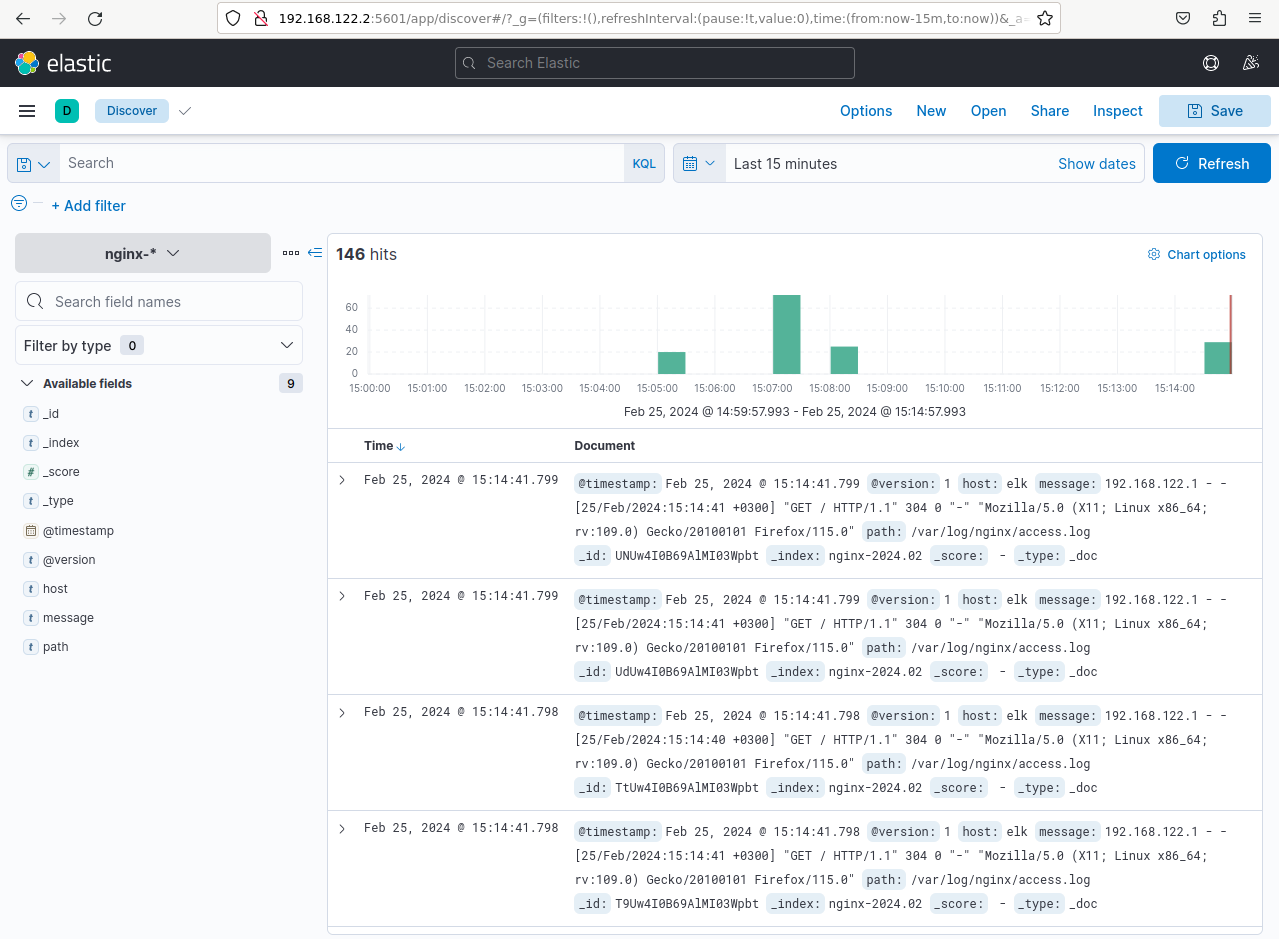 192.168.122.2:5601/app/discover#/?_g=(filters:!(),refreshInterval:(pause:!t,value:0),time:(from:now-15m,to:now))&_a=
elastic
Search Elastic
D
Discover
Options
New
Open
Share
Inspect
Save
Search
KQL
Last 15 minutes
Show dates
Refresh
+ Add filter
nginx-*
Search field names
Filter by type 0
Available fields 9
t _id
t _index
# _score
t _type
@timestamp
t @version
t host
t message
t path
146 hits
Chart options
60
40
20
0
15:00:00 15:01:00 15:02:00 15:03:00 15:04:00 15:05:00 15:06:00 15:07:00 15:08:00 15:09:00 15:10:00 15:11:00 15:12:00 15:13:00 15:14:00
Feb 25, 2024 @ 14:59:57.993 - Feb 25, 2024 @ 15:14:57.993
Time Document
Feb 25, 2024 @ 15:14:41.799 @timestamp: Feb 25, 2024 @ 15:14:41.799 @version: 1 host: elk message: 192.168.122.1 - -
[25/Feb/2024:15:14:41 +0300] "GET / HTTP/1.1" 304 0 "-" "Mozilla/5.0 (X11; Linux x86_64;
rv:109.0) Gecko/20100101 Firefox/115.0" path: /var/log/nginx/access.log
_id: UNUw4I0B69AlMI03Wpbt _index: nginx-2024.02 _score: - _type: _doc
Feb 25, 2024 @ 15:14:41.799 @timestamp: Feb 25, 2024 @ 15:14:41.799 @version: 1 host: elk message: 192.168.122.1 - -
[25/Feb/2024:15:14:41 +0300] "GET / HTTP/1.1" 304 0 "-" "Mozilla/5.0 (X11; Linux x86_64;
rv:109.0) Gecko/20100101 Firefox/115.0" path: /var/log/nginx/access.log
_id: UdUw4I0B69AlMI03Wpbt _index: nginx-2024.02 _score: - _type: _doc
Feb 25, 2024 @ 15:14:41.798 @timestamp: Feb 25, 2024 @ 15:14:41.798 @version: 1 host: elk message: 192.168.122.1 - -
[25/Feb/2024:15:14:40 +0300] "GET / HTTP/1.1" 304 0 "-" "Mozilla/5.0 (X11; Linux x86_64;
rv:109.0) Gecko/20100101 Firefox/115.0" path: /var/log/nginx/access.log
_id: TtUw4I0B69AlMI03Wpbt _index: nginx-2024.02 _score: - _type: _doc
Feb 25, 2024 @ 15:14:41.798 @timestamp: Feb 25, 2024 @ 15:14:41.798 @version: 1 host: elk message: 192.168.122.1 - -
[25/Feb/2024:15:14:41 +0300] "GET / HTTP/1.1" 304 0 "-" "Mozilla/5.0 (X11; Linux x86_64;
rv:109.0) Gecko/20100101 Firefox/115.0" path: /var/log/nginx/access.log
_id: T9Uw4I0B69AlMI03Wpbt _index: nginx-2024.02 _score: - _type: _doc